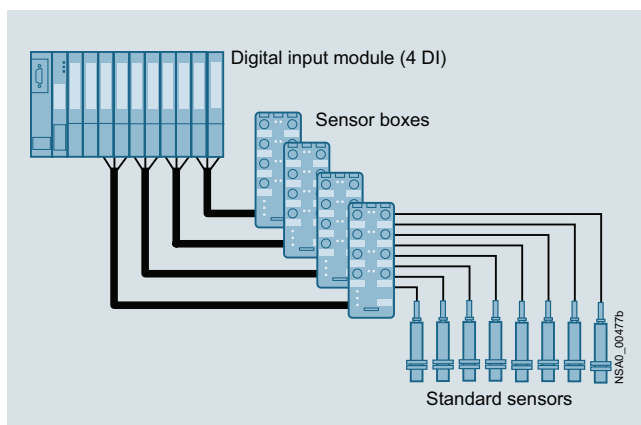 Digital input module (4 DI)
Sensor boxes
Standard sensors
NSA0_00477b